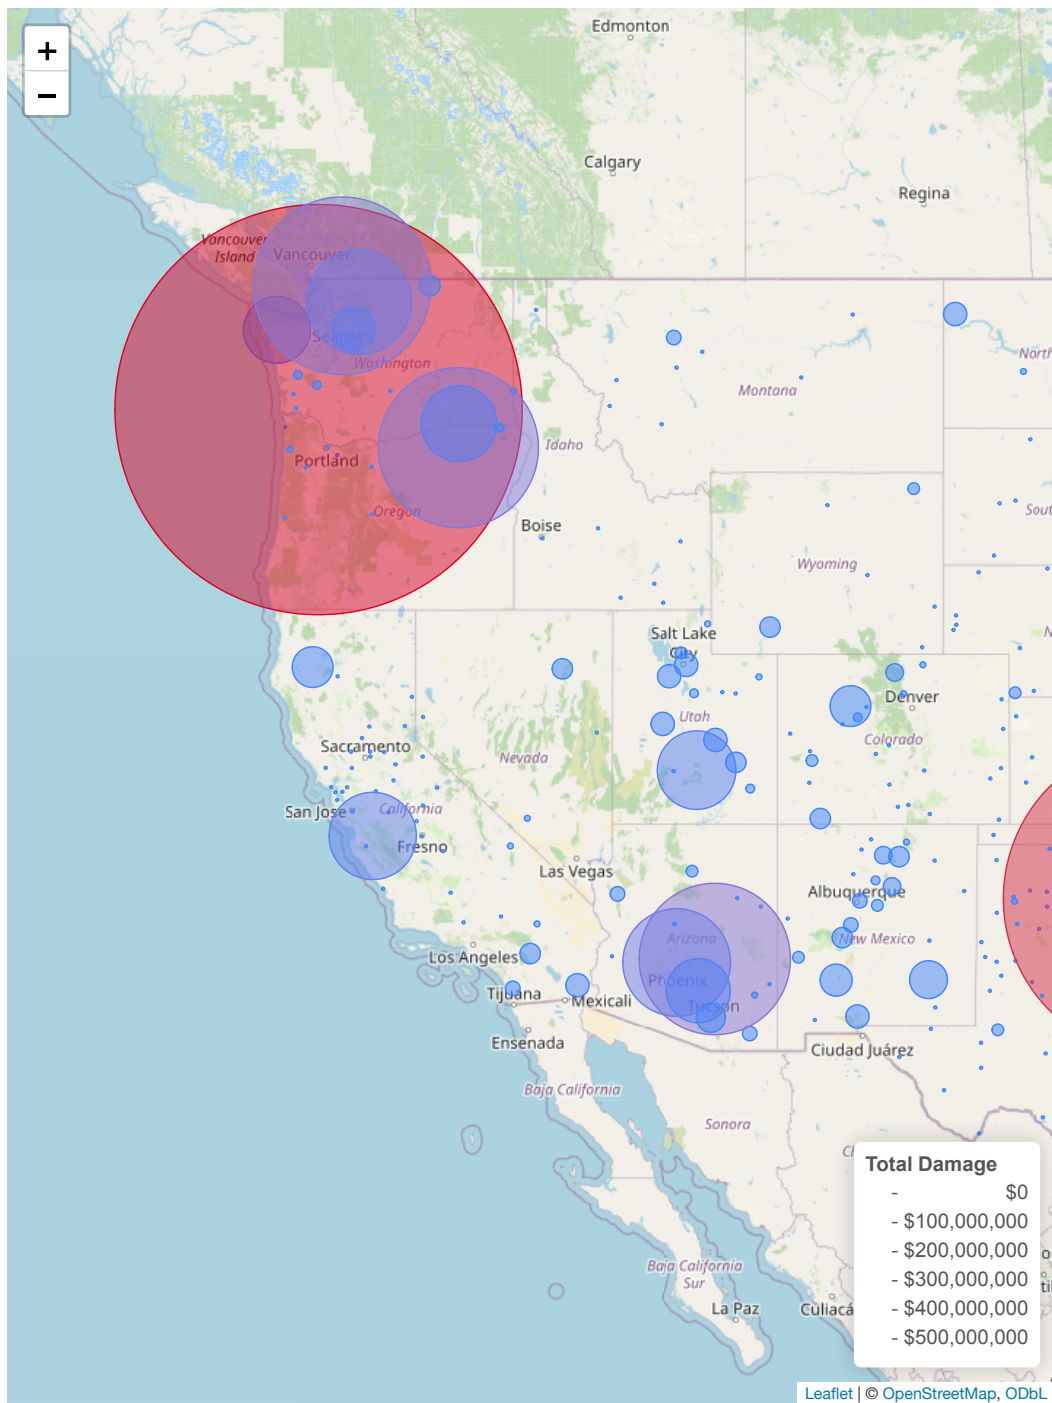 +
−
Edmonton
Calgary
Regina
Vancouver
Island
Vancouver
Seattle
Washington
North
Montana
Idaho
Portland
Oregon
Boise
Sout
Wyoming
Salt Lake
City
Denver
Utah
Colorado
Nevada
Sacramento
San Jose
California
Fresno
Las Vegas
Albuquerque
Arizona
New Mexico
Los Angeles
Phoenix
Tucson
Tijuana
Mexicali
Ensenada
Ciudad Juárez
Baja California
Sonora
Baja California
Sur
La Paz
Culiacá
Total Damage
- $0
- $100,000,000
- $200,000,000
- $300,000,000
- $400,000,000
- $500,000,000
Leaflet | © OpenStreetMap, ODbL